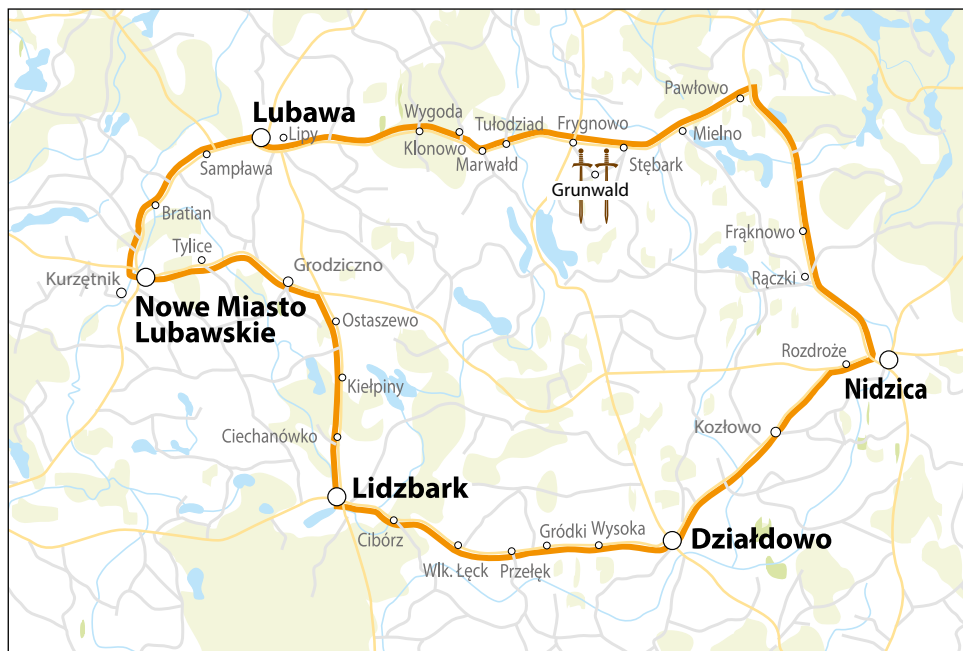 Pawłowo
Lubawa
Wygoda
Lipy
Tułodziad
Frygnowo
Mielno
Klonowo
Marwałd
Sampława
Stębark
Grunwald
Bratian
Frąknowo
Tylice
Kurzętnik
Grodziczno
Rączki
Nowe Miasto
Lubawskie
Ostaszewo
Rozdroże
Kiełpiny
Nidzica
Ciechanówko
Kozłowo
Lidzbark
Cibórz
Gródki
Wysoka
Działdowo
Wlk. Łęck
Przełęk